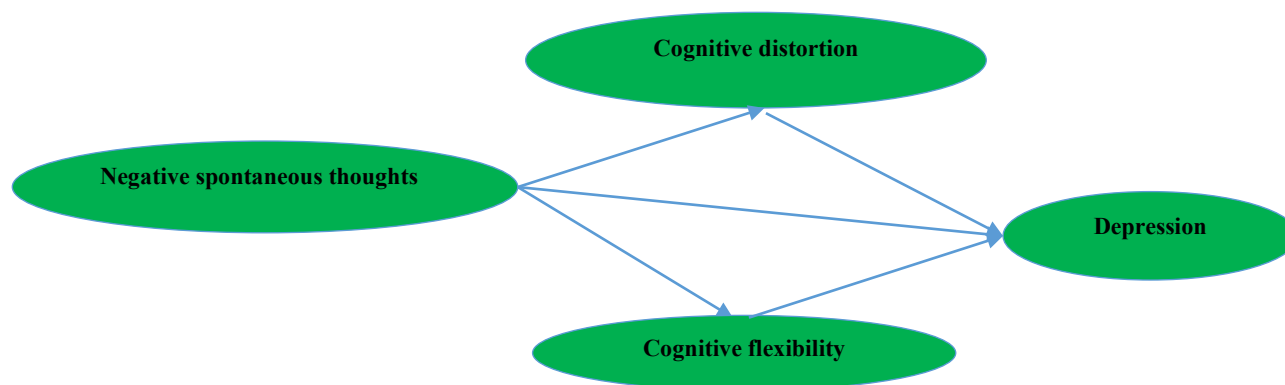 Cognitive distortion
Negative spontaneous thoughts
Depression
Cognitive flexibility